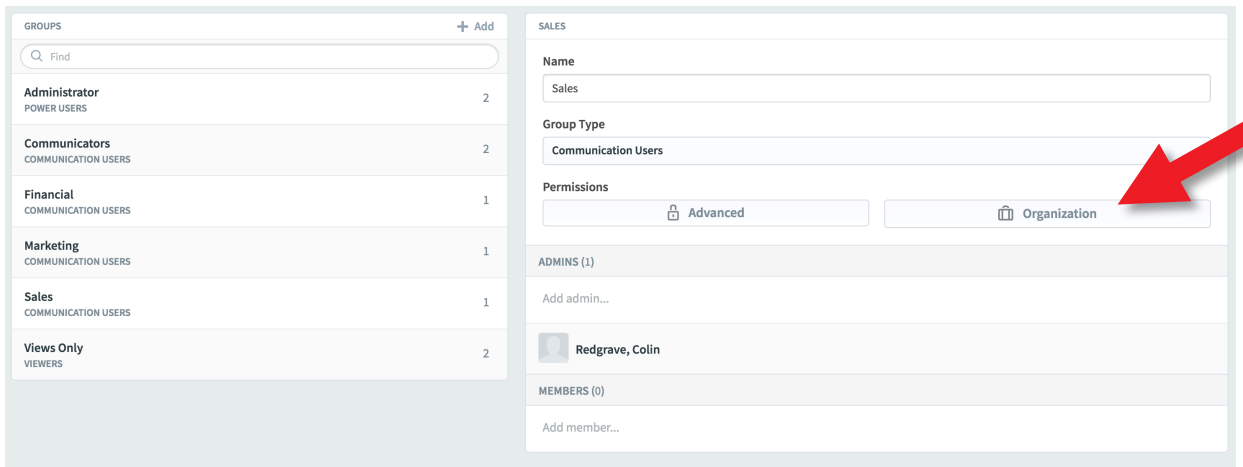 GROUPS
Add
Find
Administrator
POWER USERS
2
Communicators
COMMUNICATION USERS
2
Financial
COMMUNICATION USERS
1
Marketing
COMMUNICATION USERS
1
Sales
COMMUNICATION USERS
1
Views Only
VIEWERS
2
SALES
Name
Sales
Group Type
Communication Users
Permissions
Advanced
Organization
ADMINS (1)
Add admin...
Redgrave, Colin
MEMBERS (0)
Add member...